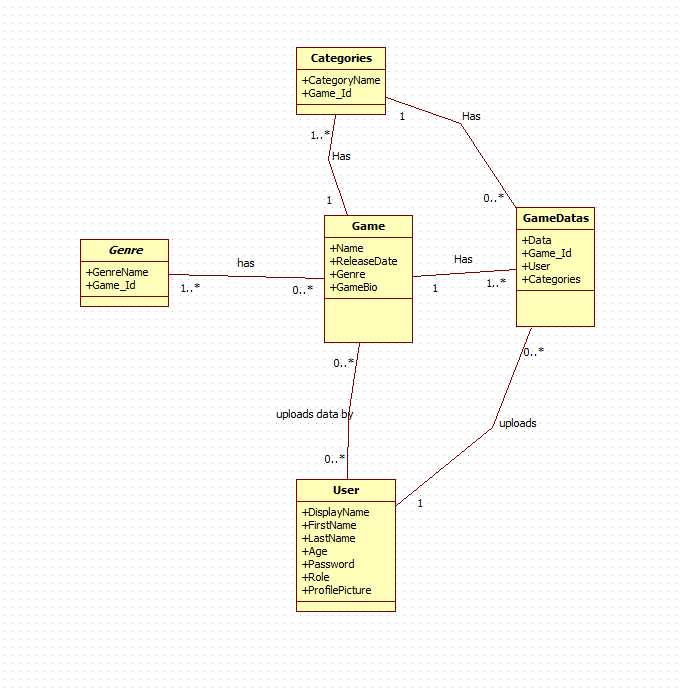 Categories
+CategoryName
+Game_Id
1
Has
1..*
Has
0..*
1
Game
+Name
+ReleaseDate
+Genre
+GameBio
GameDatas
+Data
+Game_Id
+User
+Categories
Genre
+GenreName
+Game_Id
has
1..*
0..*
Has
1
1..*
0..*
uploads data by
0..*
0..*
uploads
1
User
+DisplayName
+FirstName
+LastName
+Age
+Password
+Role
+ProfilePicture